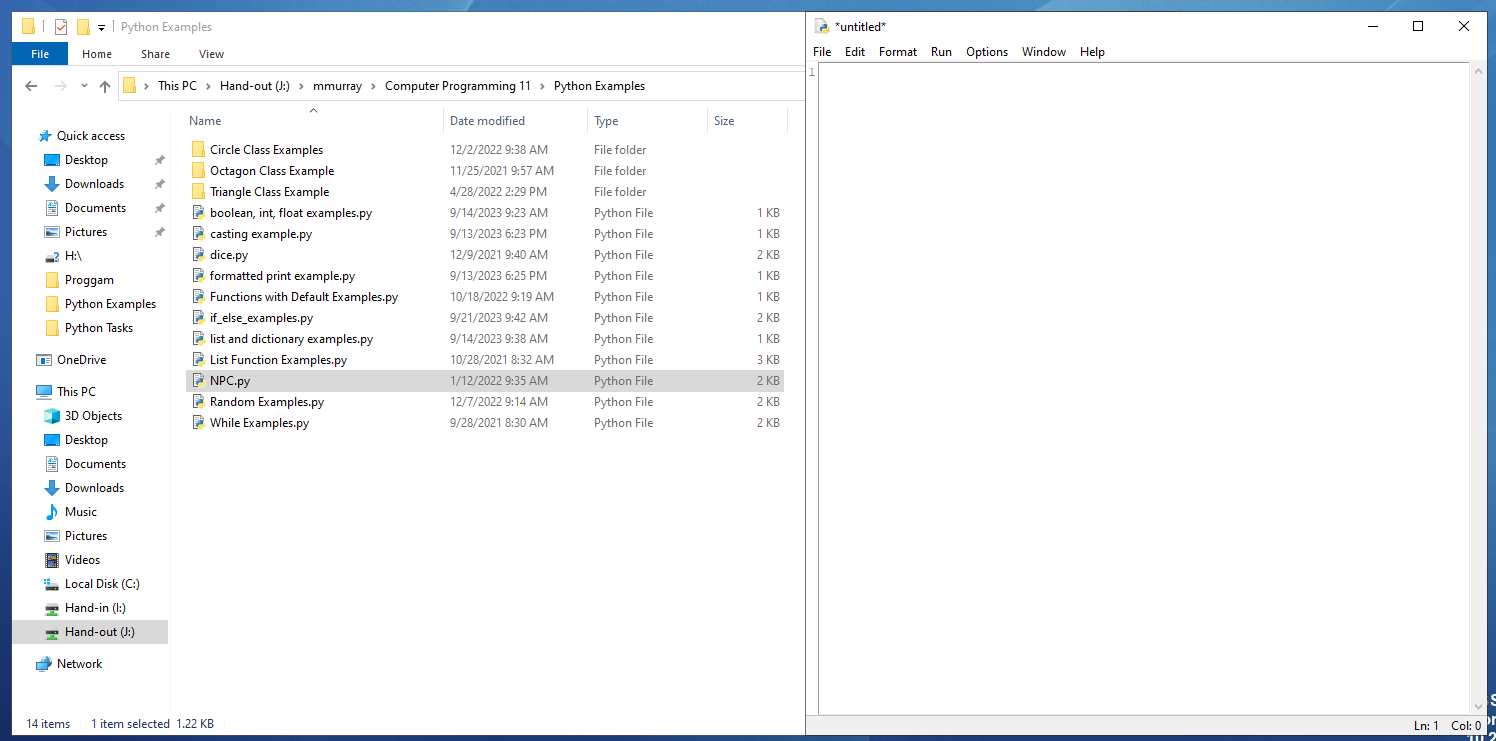 Python Examples
File Home Share View
This PC Hand-out (J:) mmurray Computer Programming 11 Python Examples
Quick access
Desktop
Downloads
Documents
Pictures
H:\
Proggam
Python Examples
Python Tasks
OneDrive
This PC
3D Objects
Desktop
Documents
Downloads
Music
Pictures
Videos
Local Disk (C:)
Hand-in (I:)
Hand-out (J:)
Network
Name Date modified Type Size
Circle Class Examples 12/2/2022 9:38 AM File folder
Octagon Class Example 11/25/2021 9:57 AM File folder
Triangle Class Example 4/28/2022 2:29 PM File folder
boolean, int, float examples.py 9/14/2023 9:23 AM Python File 1 KB
casting example.py 9/13/2023 6:23 PM Python File 1 KB
dice.py 12/9/2021 9:40 AM Python File 2 KB
formatted print example.py 9/13/2023 6:25 PM Python File 1 KB
Functions with Default Examples.py 10/18/2022 9:19 AM Python File 1 KB
if_else_examples.py 9/21/2023 9:42 AM Python File 2 KB
list and dictionary examples.py 9/14/2023 9:38 AM Python File 1 KB
List Function Examples.py 10/28/2021 8:32 AM Python File 3 KB
NPC.py 1/12/2022 9:35 AM Python File 2 KB
Random Examples.py 12/7/2022 9:14 AM Python File 2 KB
While Examples.py 9/28/2021 8:30 AM Python File 2 KB
14 items 1 item selected 1.22 KB
*untitled*
File Edit Format Run Options Window Help
1
Ln: 1 Col: 0